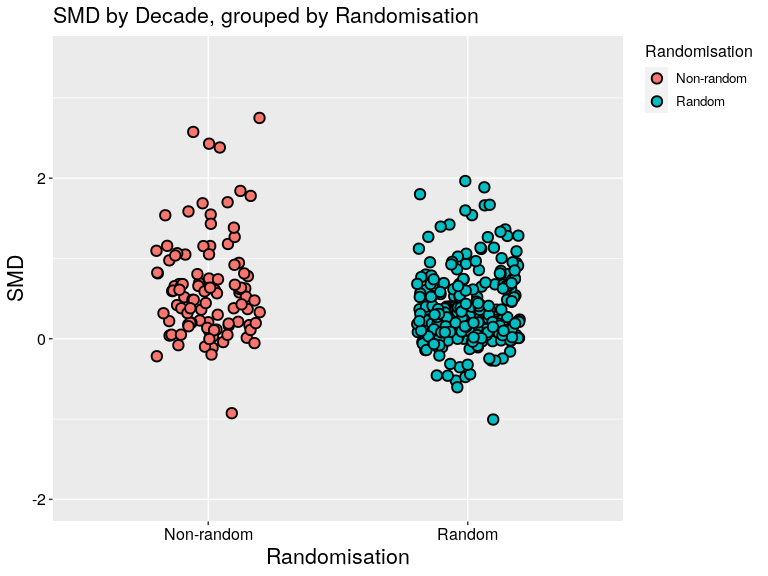 SMD by Decade, grouped by Randomisation
Randomisation
Non-random
Random
SMD
2
0
-2
Non-random
Random
Randomisation